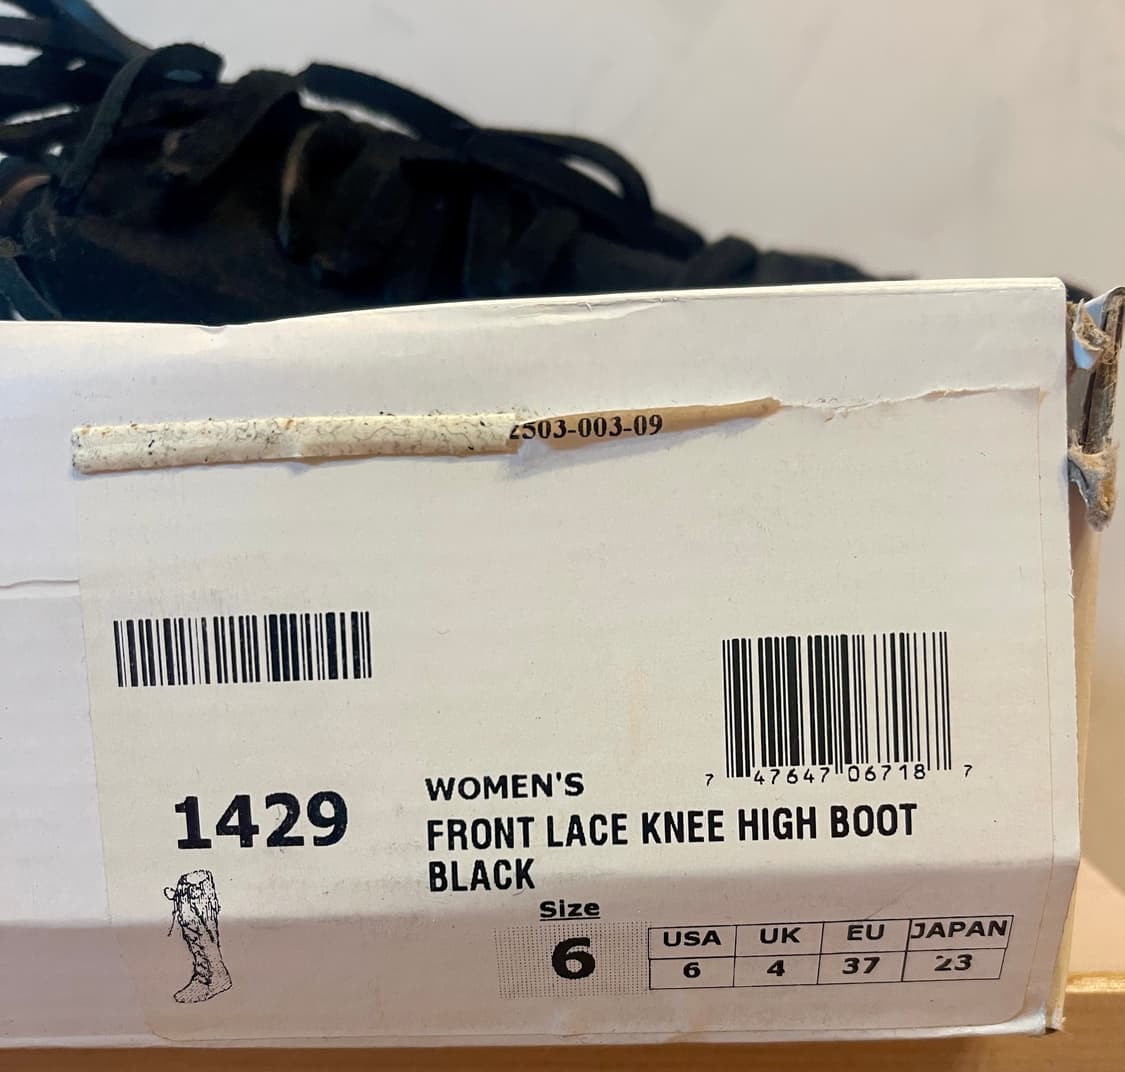 2503-003-09
7 47647 06718 7
1429
WOMEN'S
FRONT LACE KNEE HIGH BOOT
BLACK
Size
6
USA UK EU JAPAN
6 4 37 23